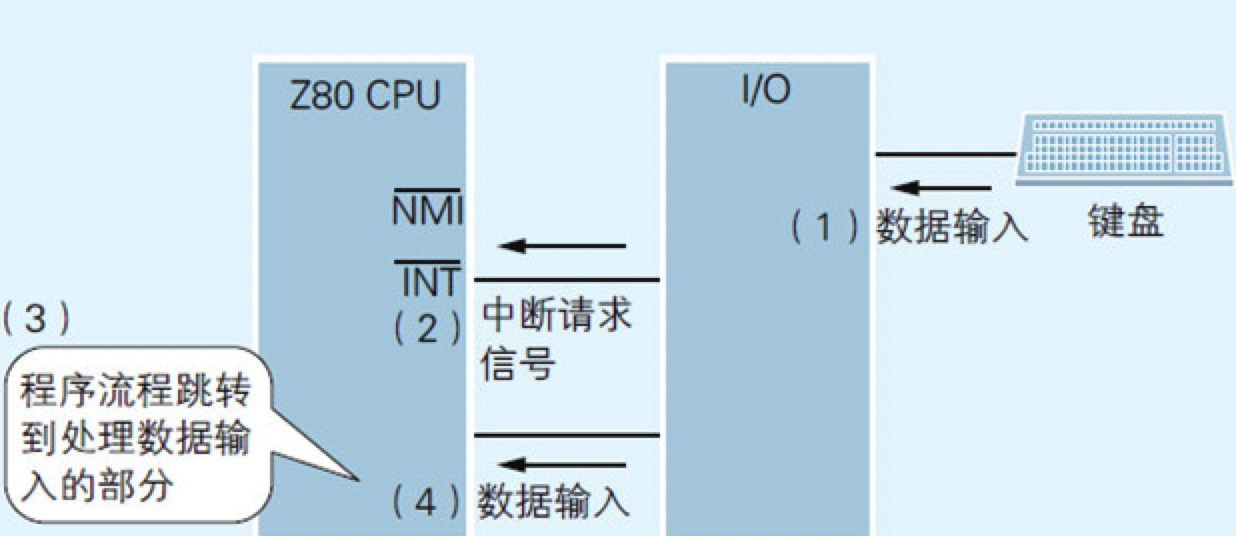 Z80 CPU
I/O
NMI
(1)数据输入
键盘
INT
(2)中断请求
信号
(3)
程序流程跳转
到处理数据输
入的部分
(4)数据输入